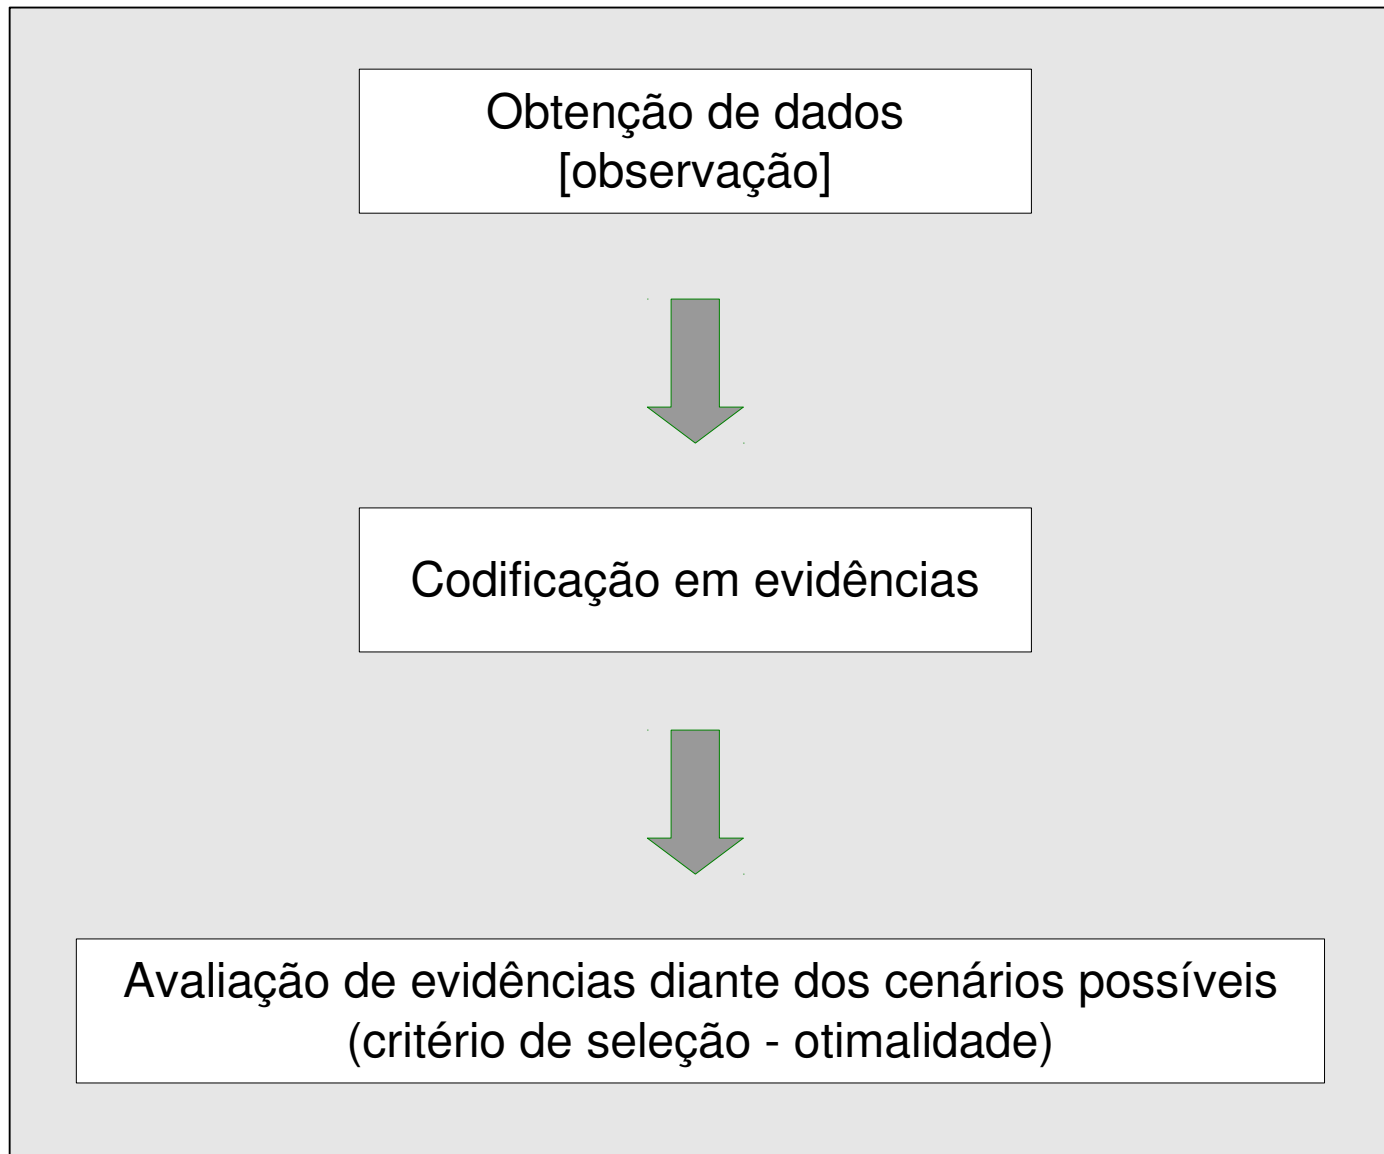 Obtenção de dados
[observação]
Codificação em evidências
Avaliação de evidências diante dos cenários possíveis
(critério de seleção - otimalidade)